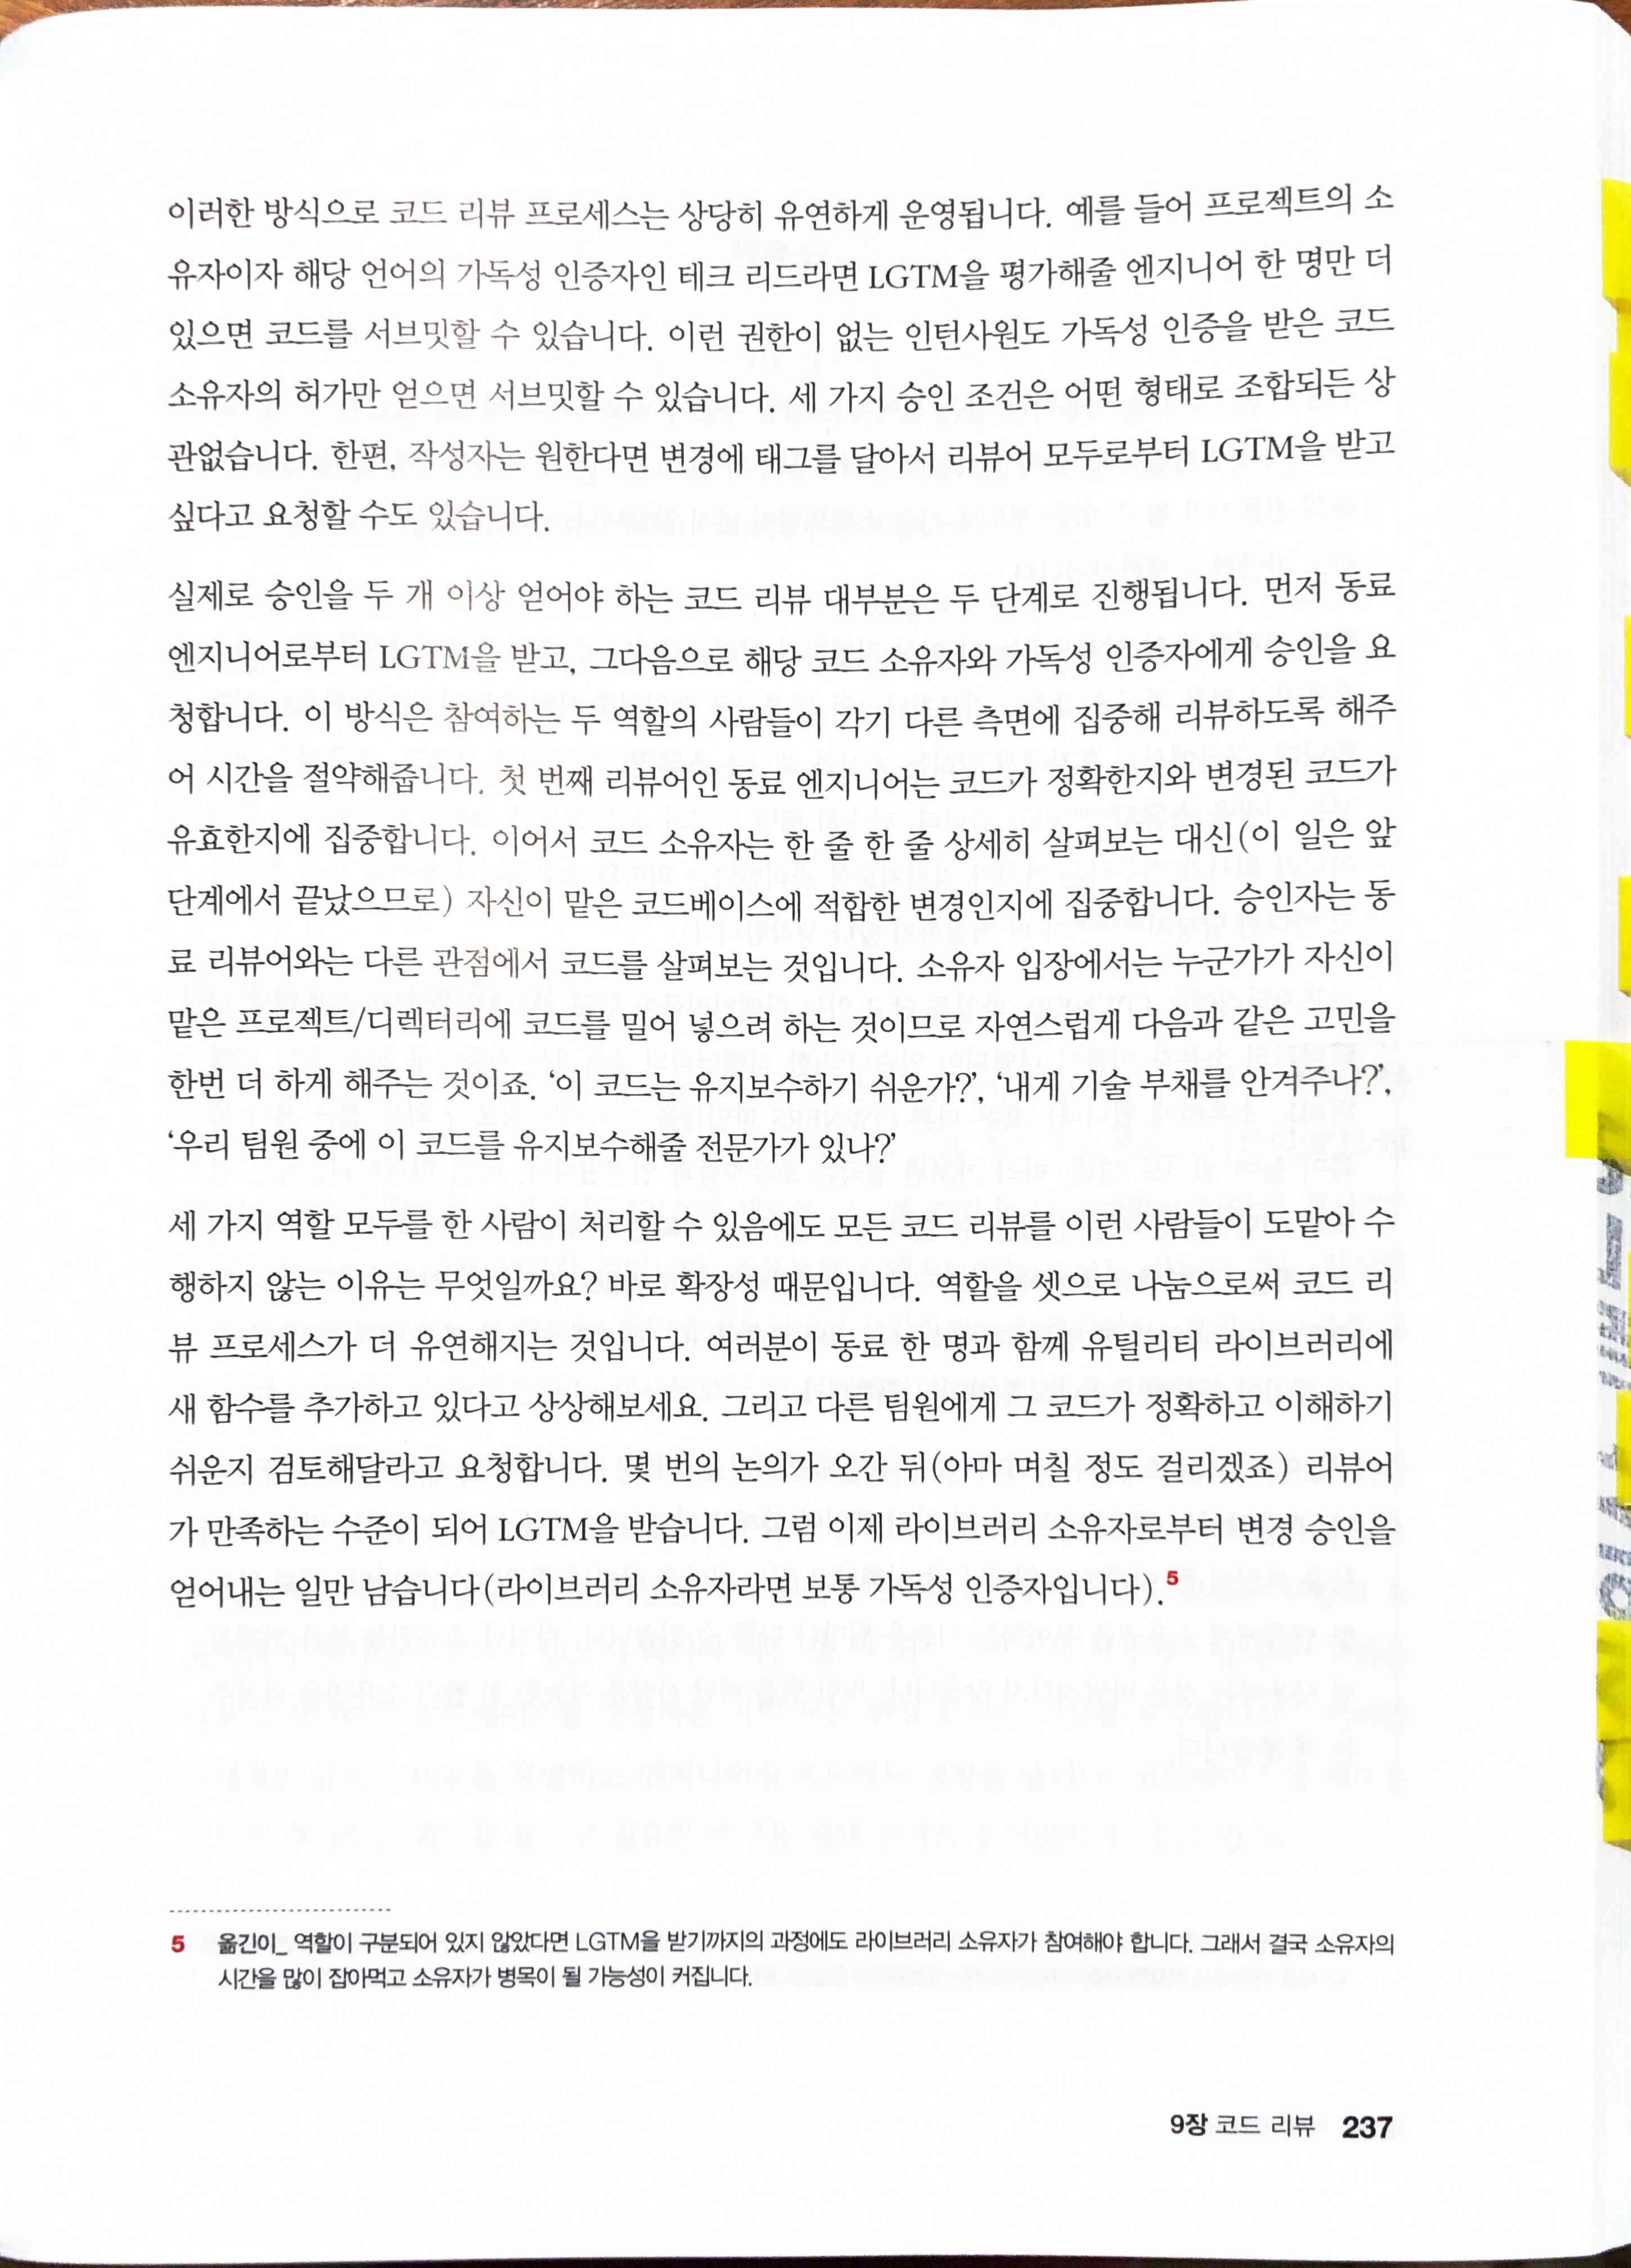 이러한 방식으로 코드 리뷰 프로세스는 상당히 유연하게 운영됩니다. 예를 들어 프로젝트의 소
유자이자 해당 언어의 가독성 인증자인 테크 리드라면 LGTM을 평가해줄 엔지니어 한 명만 더
있으면 코드를 서브밋할 수 있습니다. 이런 권한이 없는 인턴사원도 가독성 인증을 받은 코드
소유자의 허가만 얻으면 서브밋할 수 있습니다. 세 가지 승인 조건은 어떤 형태로 조합되든 상
관없습니다. 한편, 작성자는 원한다면 변경에 태그를 달아서 리뷰어 모두로부터 LGTM을 받고
싶다고 요청할 수도 있습니다.
실제로 승인을 두 개 이상 얻어야 하는 코드 리뷰 대부분은 두 단계로 진행됩니다. 먼저 동료
엔지니어로부터 LGTM을 받고, 그다음으로 해당 코드 소유자와 가독성 인증자에게 승인을 요
청합니다. 이 방식은 참여하는 두 역할의 사람들이 각기 다른 측면에 집중해 리뷰하도록 해주
어 시간을 절약해줍니다. 첫 번째 리뷰어인 동료 엔지니어는 코드가 정확한지와 변경된 코드가
유효한지에 집중합니다. 이어서 코드 소유자는 한 줄 한 줄 상세히 살펴보는 대신(이 일은 앞
단계에서 끝났으므로) 자신이 맡은 코드베이스에 적합한 변경인지에 집중합니다. 승인자는 동
료 리뷰어와는 다른 관점에서 코드를 살펴보는 것입니다. 소유자 입장에서는 누군가가 자신이
맡은 프로젝트/디렉터리에 코드를 밀어 넣으려 하는 것이므로 자연스럽게 다음과 같은 고민을
한번 더 하게 해주는 것이죠. ‘이 코드는 유지보수하기 쉬운가?’, ‘내게 기술 부채를 안겨주나?’,
‘우리 팀원 중에 이 코드를 유지보수해줄 전문가가 있나?’
세 가지 역할 모두를 한 사람이 처리할 수 있음에도 모든 코드 리뷰를 이런 사람들이 도맡아 수
행하지 않는 이유는 무엇일까요? 바로 확장성 때문입니다. 역할을 셋으로 나눔으로써 코드 리
뷰 프로세스가 더 유연해지는 것입니다. 여러분이 동료 한 명과 함께 유틸리티 라이브러리에
새 함수를 추가하고 있다고 상상해보세요. 그리고 다른 팀원에게 그 코드가 정확하고 이해하기
쉬운지 검토해달라고 요청합니다. 몇 번의 논의가 오간 뒤(아마 며칠 정도 걸리겠죠) 리뷰어
가 만족하는 수준이 되어 LGTM을 받습니다. 그럼 이제 라이브러리 소유자로부터 변경 승인을
얻어내는 일만 남습니다(라이브러리 소유자라면 보통 가독성 인증자입니다).5
5 옮긴이_ 역할이 구분되어 있지 않았다면 LGTM을 받기까지의 과정에도 라이브러리 소유자가 참여해야 합니다. 그래서 결국 소유자의
시간을 많이 잡아먹고 소유자가 병목이 될 가능성이 커집니다.
9장 코드 리뷰 237